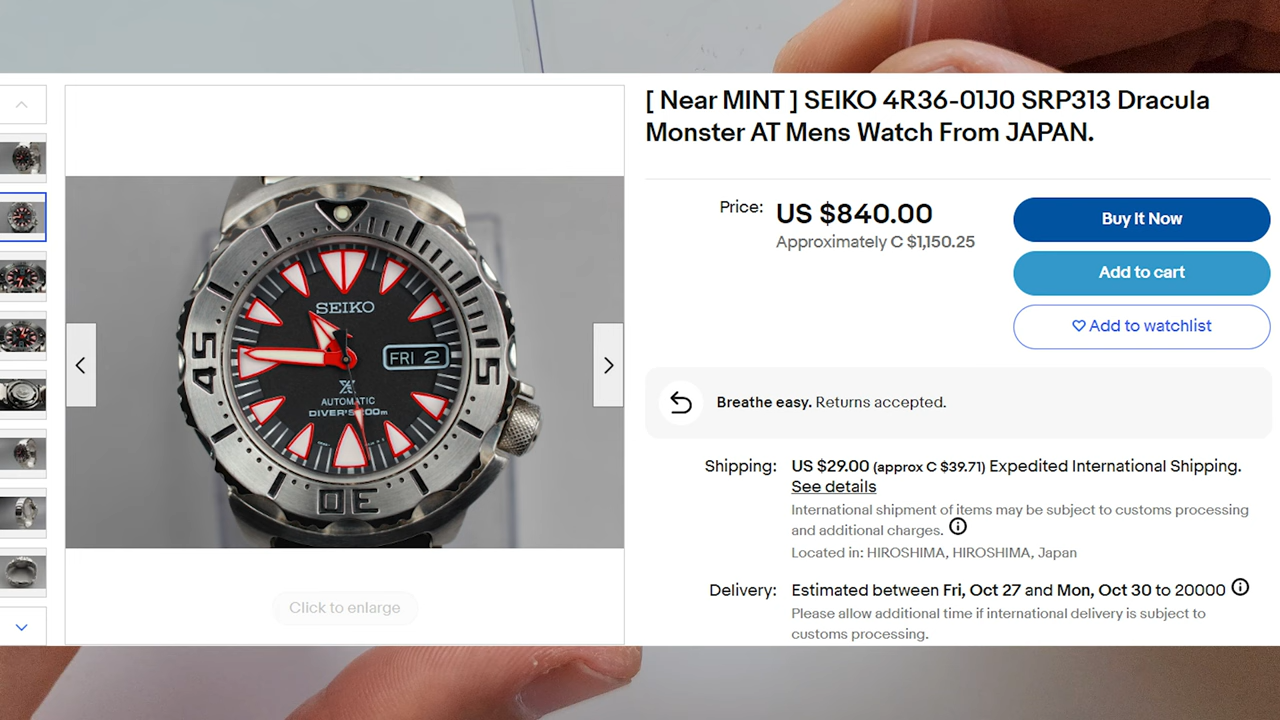 [ Near MINT ] SEIKO 4R36-01J0 SRP313 Dracula
Monster AT Mens Watch From JAPAN.
Price: US $840.00
Approximately C $1,150.25
Buy It Now
Add to cart
Add to watchlist
Breathe easy. Returns accepted.
Shipping: US $29.00 (approx C $39.71) Expedited International Shipping.
See details
International shipment of items may be subject to customs processing
and additional charges.
Located in: HIROSHIMA, HIROSHIMA, Japan
Delivery: Estimated between Fri, Oct 27 and Mon, Oct 30 to 20000
Please allow additional time if international delivery is subject to
customs processing.
SEIKO
FRI 2
AUTOMATIC
DIVER'S 200m
15
30
45
Click to enlarge